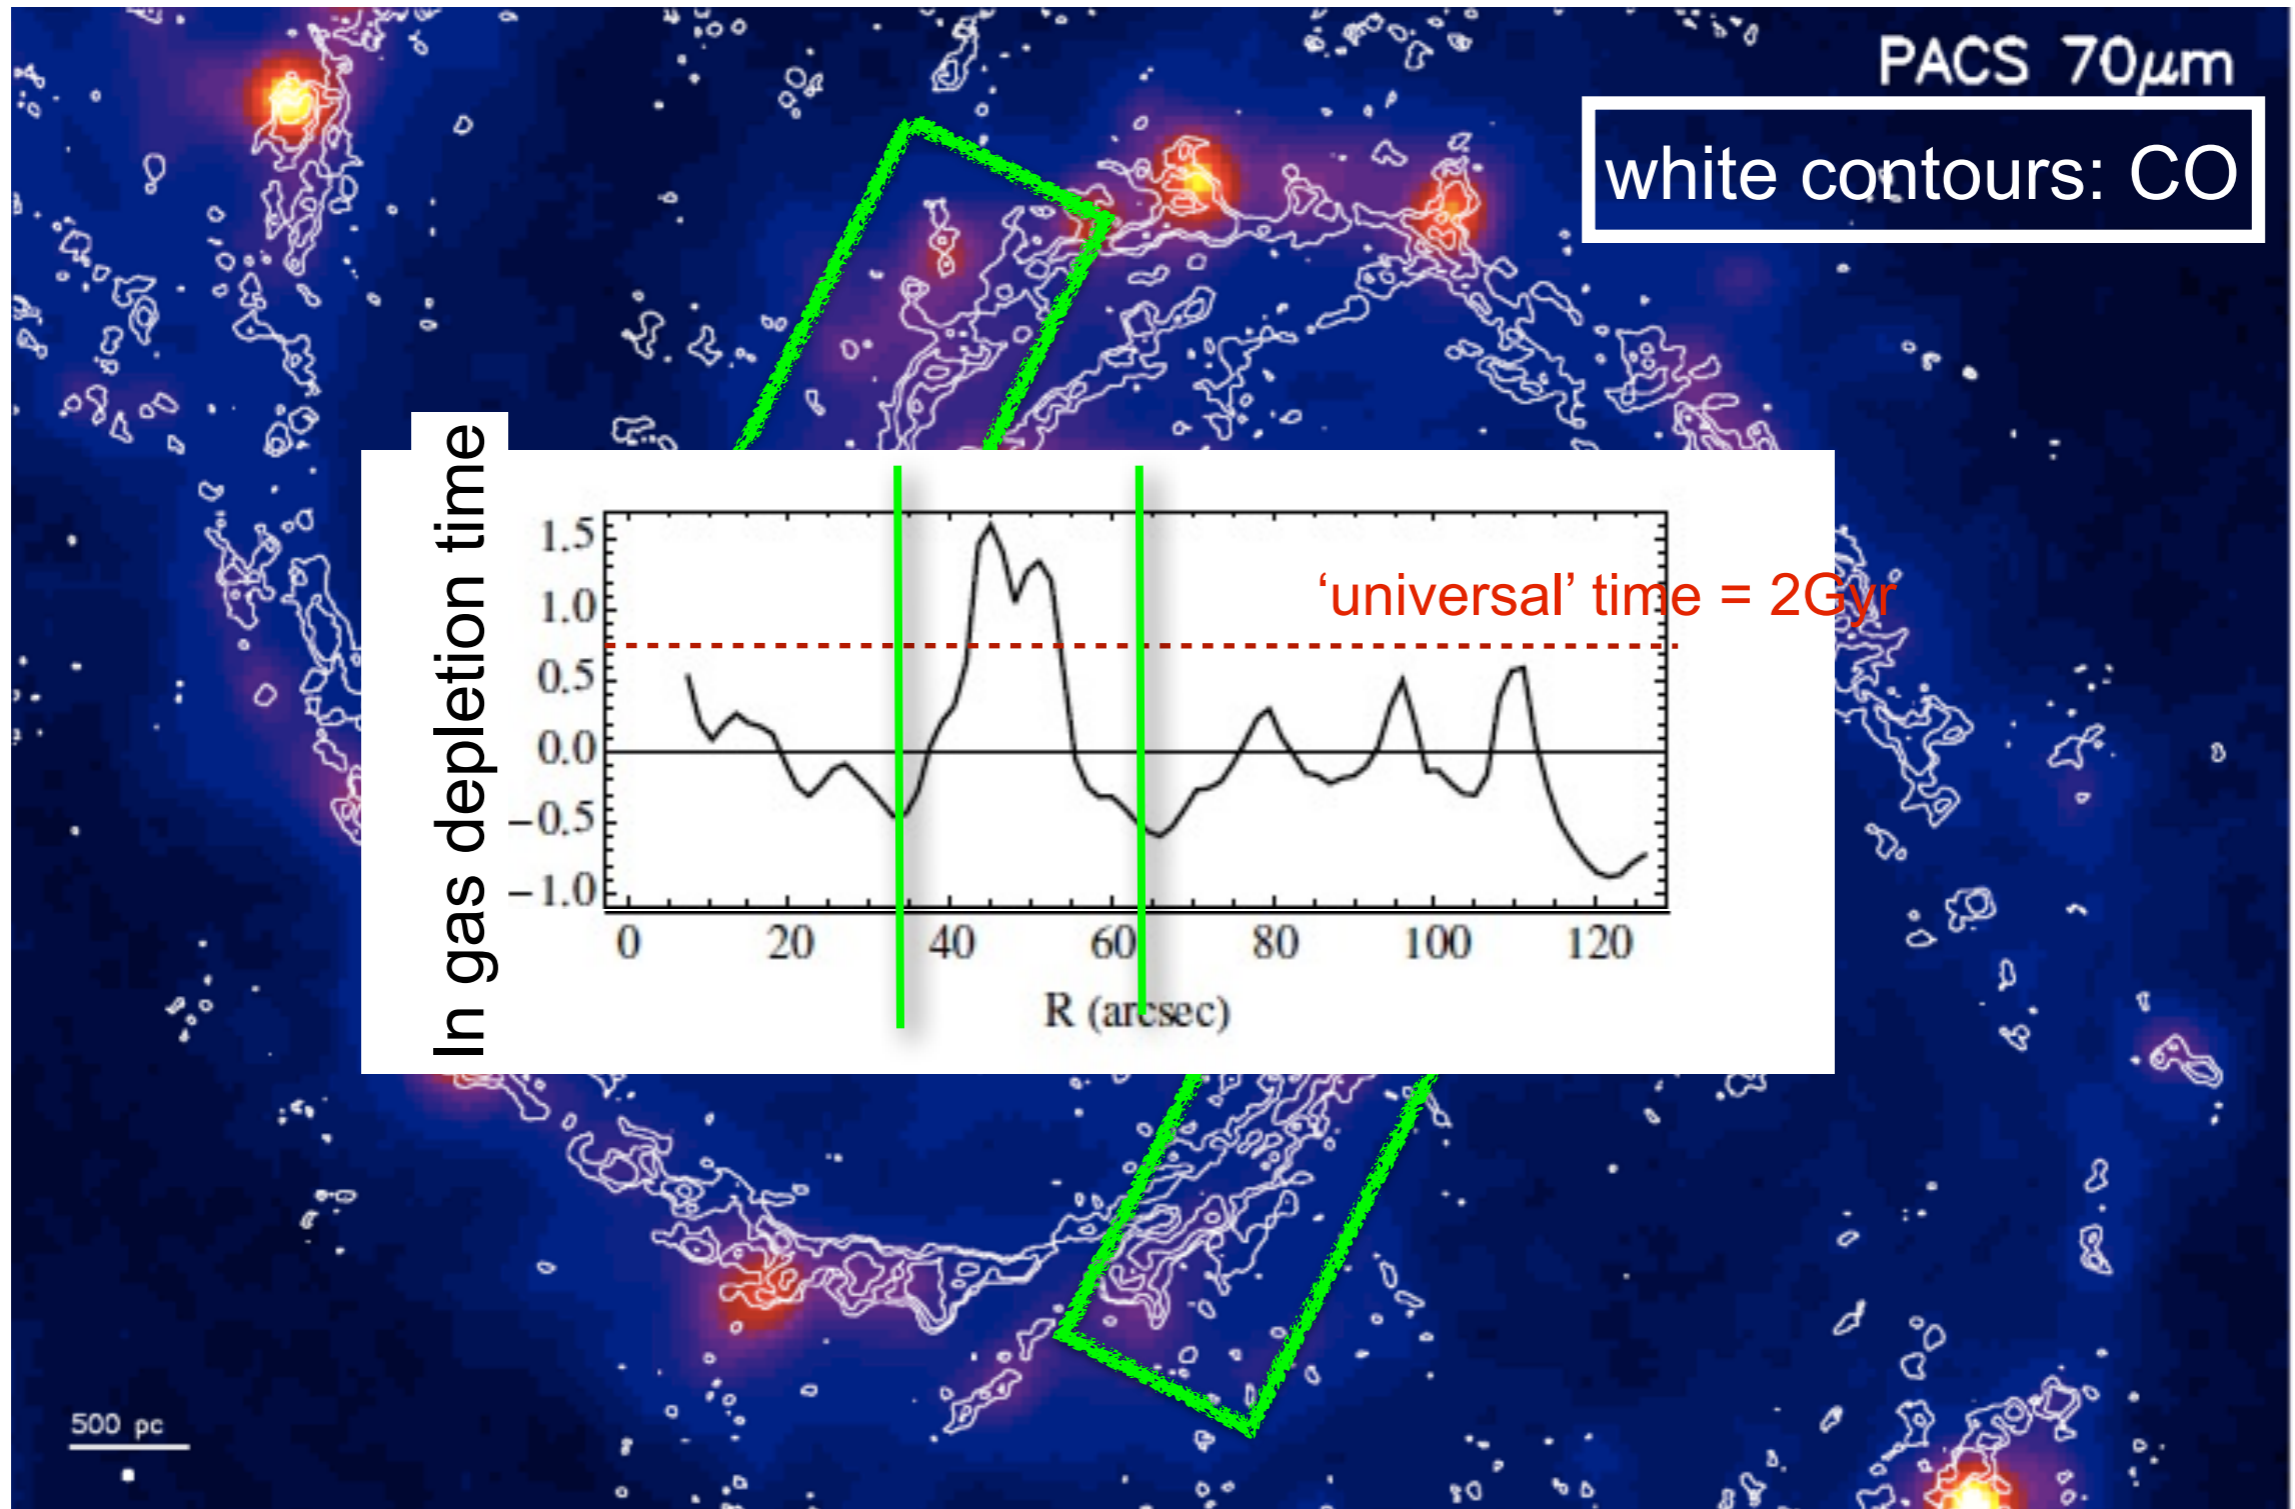 PACS 70μm
white contours: CO
ln gas depletion time
'universal' time = 2Gyr
1.5
1.0
0.5
0.0
−0.5
−1.0
0 20 40 60 80 100 120
R (arcsec)
500 pc